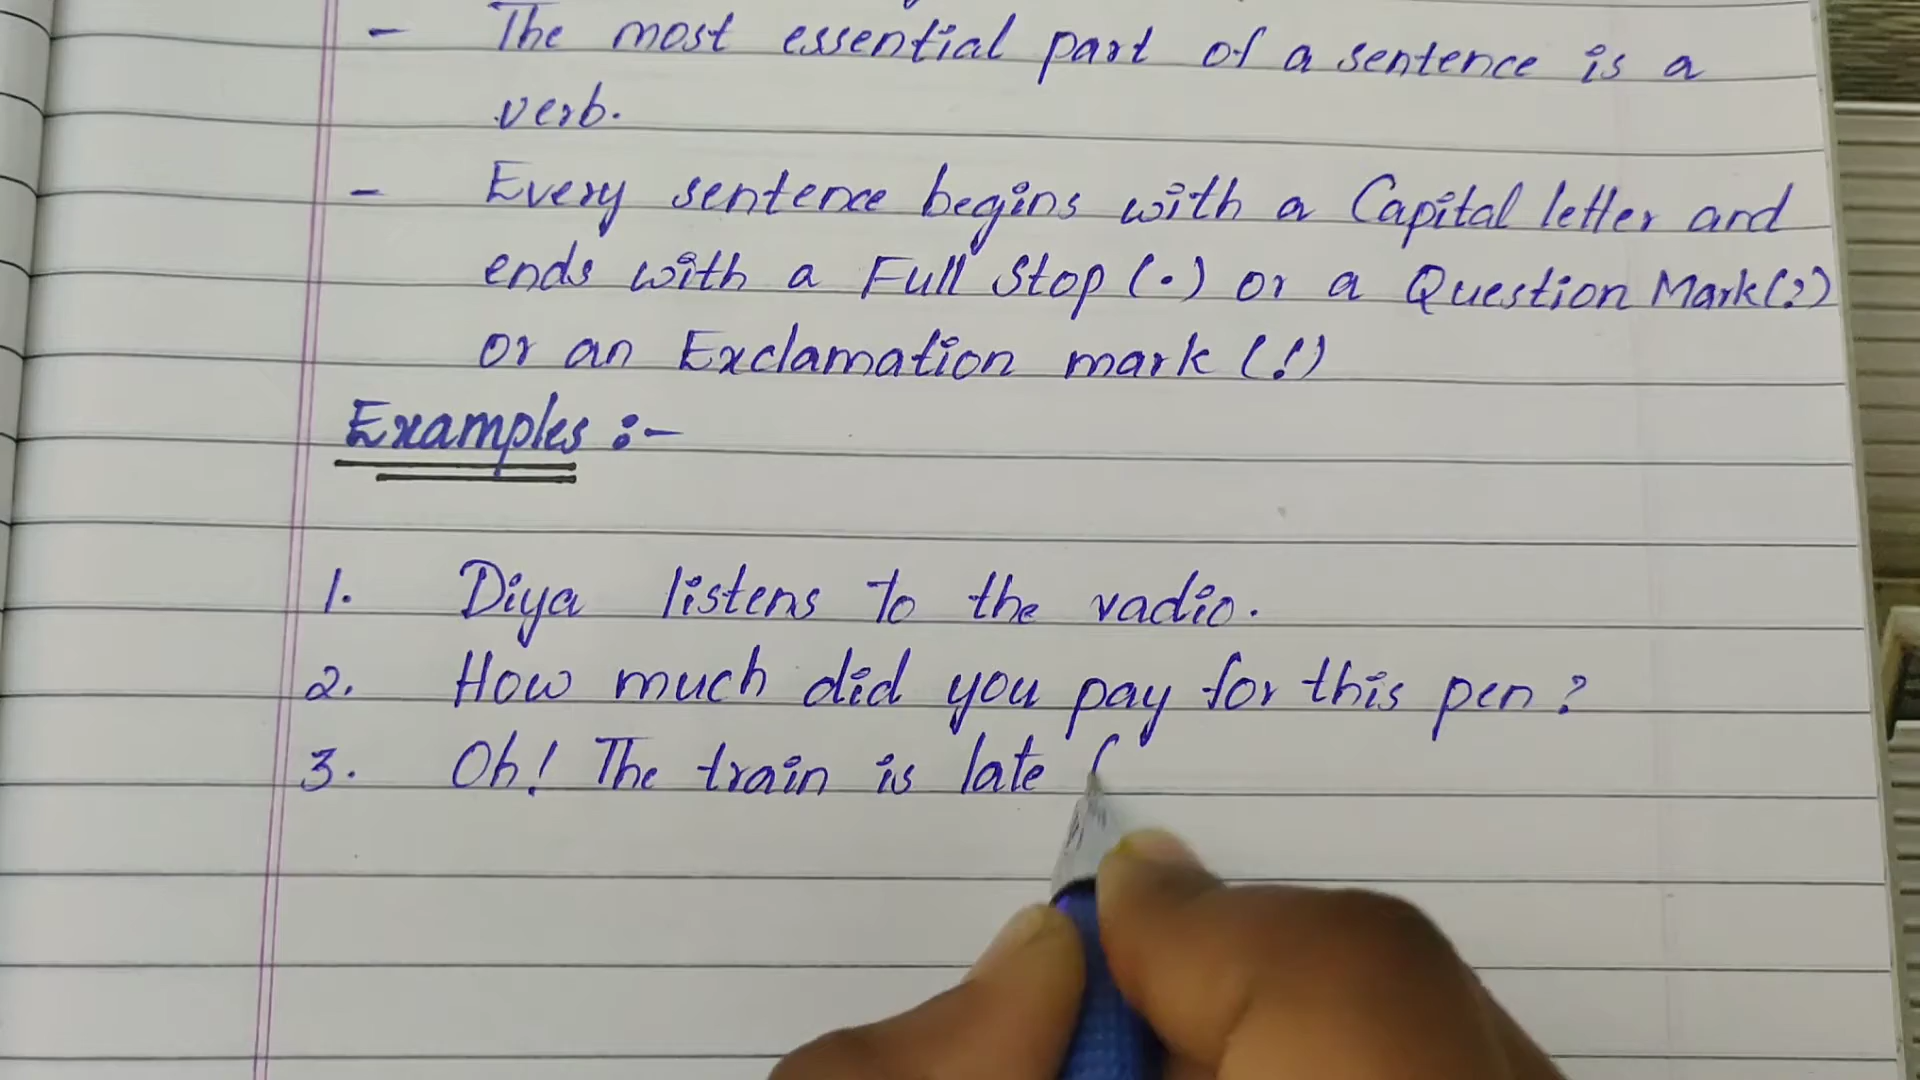 - The most essential part of a sentence is a
verb.
- Every sentence begins with a Capital letter and
ends with a Full Stop (.) or a Question Mark (?)
or an Exclamation mark (!)
Examples :-
1. Diya listens to the radio.
2. How much did you pay for this pen?
3. Oh! The train is late